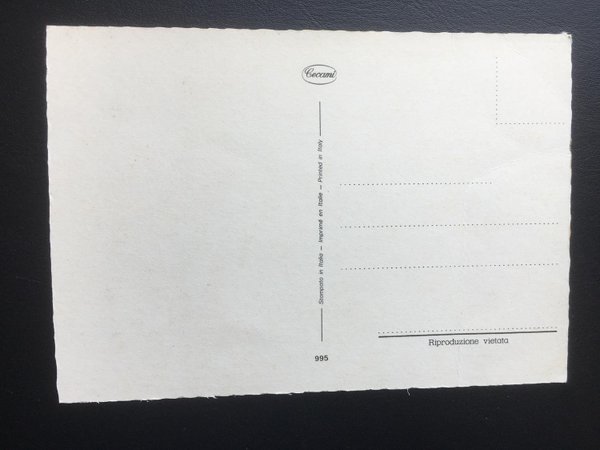 Cecami
Stampato in Italia — Imprimé en Italie — Printed in Italy
995
Riproduzione vietata